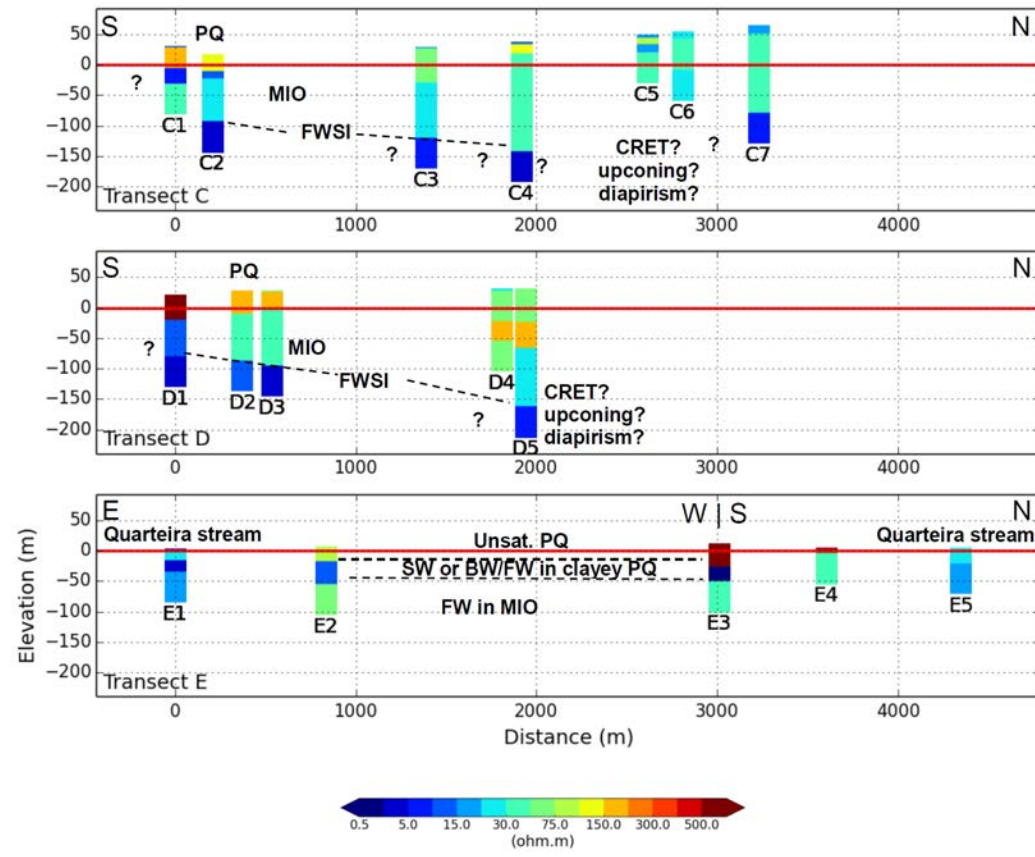 S N
PQ
50
0
−50
−100
−150
−200
?
MIO
FWSI
C1
C2
?
C3
?
C4
?
CRET?
upconing?
diapirism?
C5
C6
?
C7
Transect C
0 1000 2000 3000 4000
S N
PQ
50
0
−50
−100
−150
−200
?
MIO
FWSI
D1
D2
D3
D4
?
D5
CRET?
upconing?
diapirism?
Transect D
0 1000 2000 3000 4000
E W | S N
Quarteira stream
Unsat. PQ
Quarteira stream
50
0
−50
−100
−150
−200
SW or BW/FW in clayey PQ
FW in MIO
E1
E2
E3
E4
E5
Transect E
0 1000 2000 3000 4000
Elevation (m)
Distance (m)
0.5 5.0 15.0 30.0 75.0 150.0 300.0 500.0
(ohm.m)